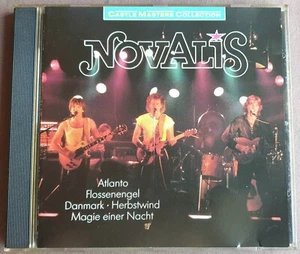 Castle Masters Collection
NOVALIS
Atlanto
Flossenengel
Danmark · Herbstwind
Magie einer Nacht